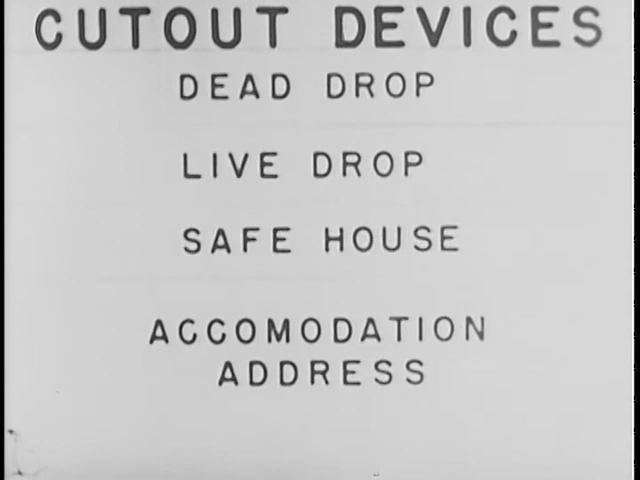 CUTOUT DEVICES
DEAD DROP
LIVE DROP
SAFE HOUSE
ACCOMODATION
ADDRESS